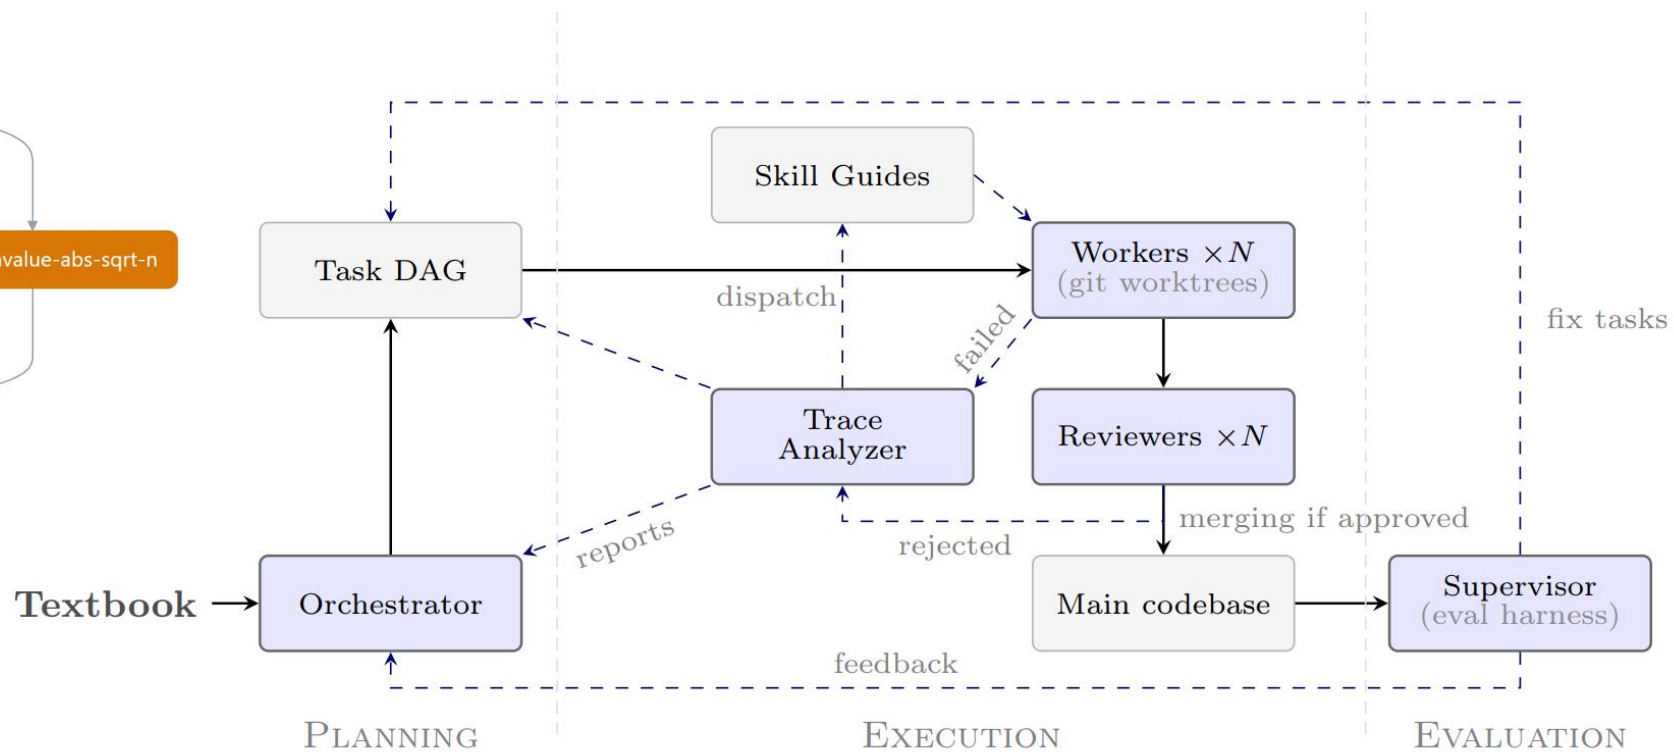 Skill Guides
Workers ×N
(git worktrees)
value-abs-sqrt-n
Task DAG
dispatch
fix tasks
failed
Trace
Analyzer
Reviewers ×N
merging if approved
rejected
reports
Textbook
Orchestrator
Main codebase
Supervisor
(eval harness)
feedback
PLANNING
EXECUTION
EVALUATION